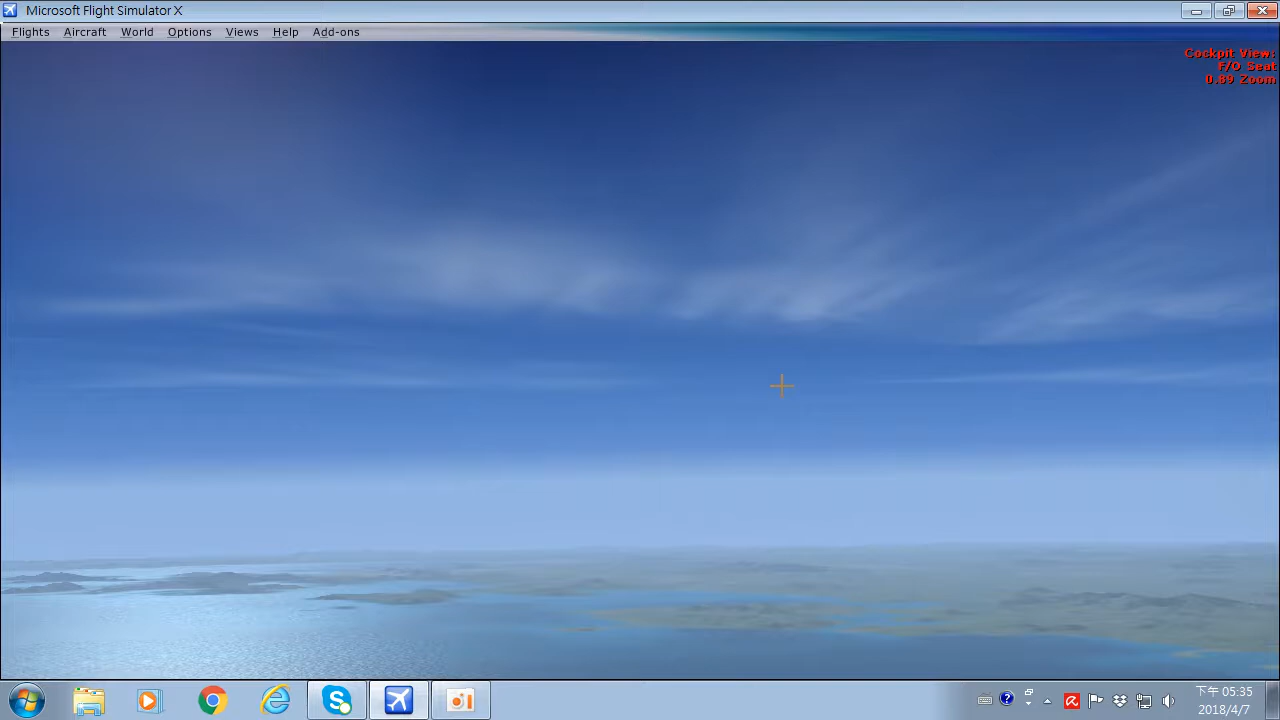 Microsoft Flight Simulator X
Flights Aircraft World Options Views Help Add-ons
Cockpit View:
F/O Seat
0.89 Zoom
下午 05:35
2018/4/7